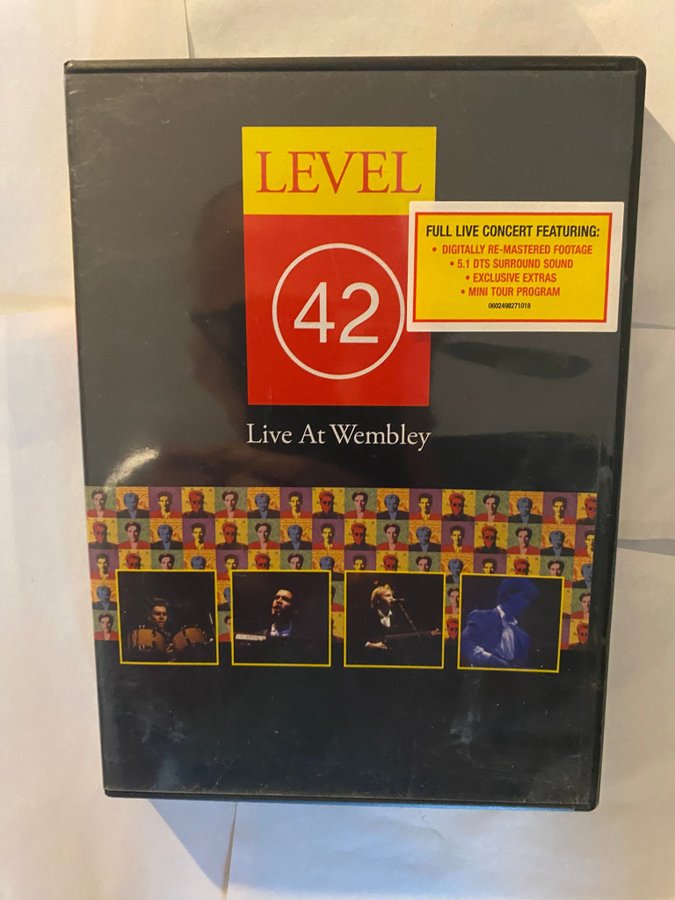 LEVEL
42
FULL LIVE CONCERT FEATURING:
• DIGITALLY RE-MASTERED FOOTAGE
• 5.1 DTS SURROUND SOUND
• EXCLUSIVE EXTRAS
• MINI TOUR PROGRAM
0602498271018
Live At Wembley